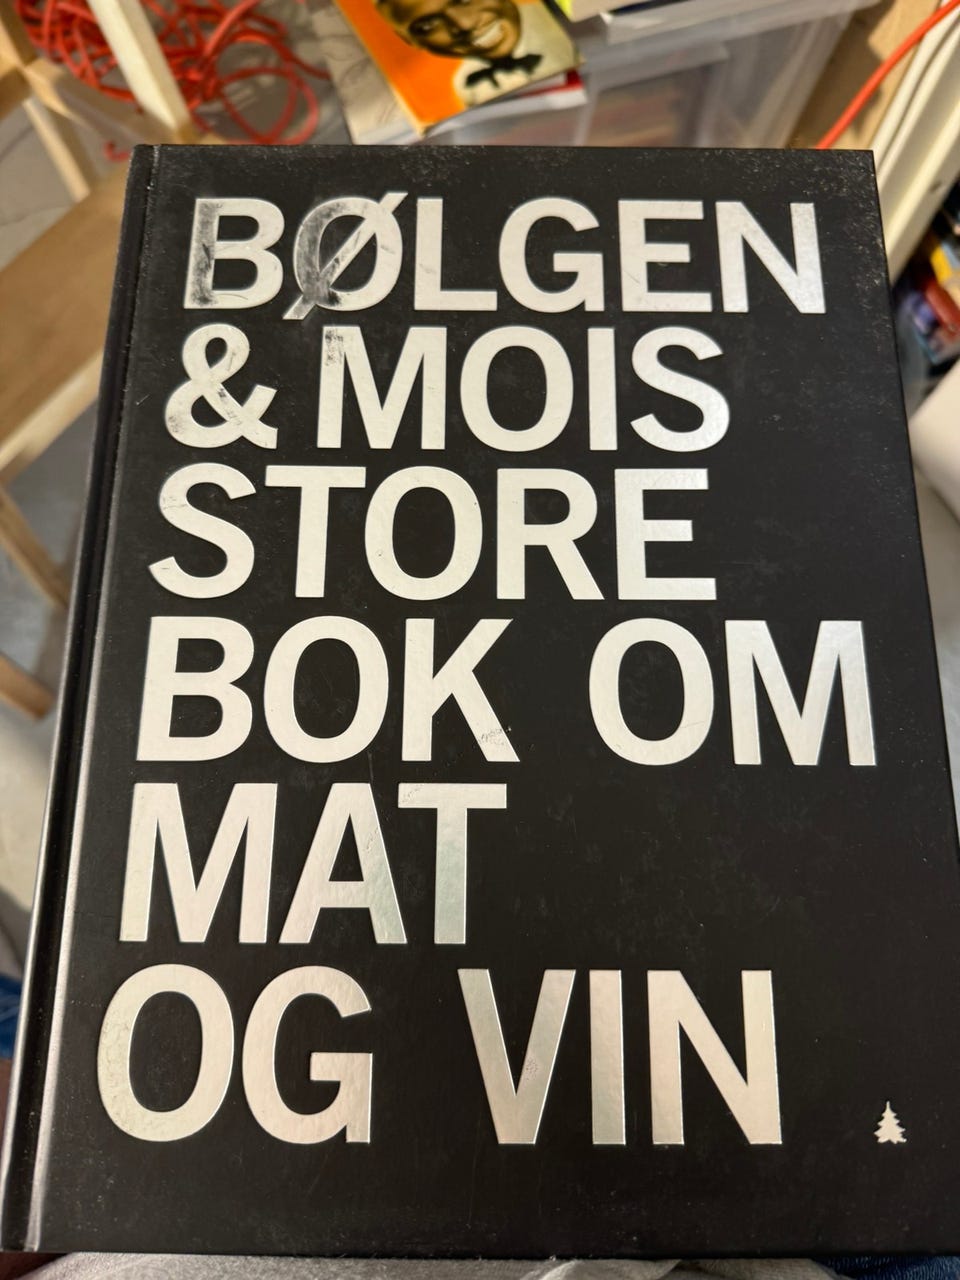 BØLGEN
& MOIS
STORE
BOK OM
MAT
OG VIN